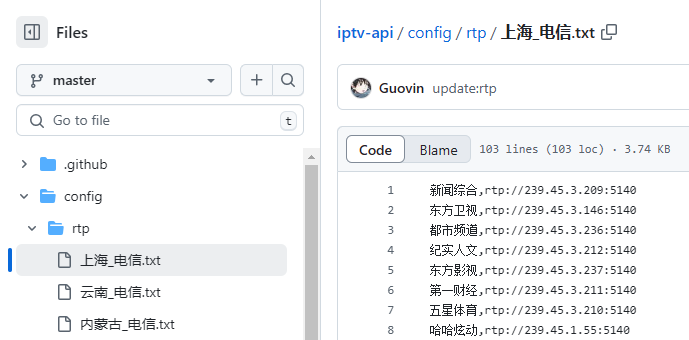 Files
master
Go to file
t
.github
config
rtp
上海_电信.txt
云南_电信.txt
内蒙古_电信.txt
iptv-api / config / rtp / 上海_电信.txt
Guovin update:rtp
Code Blame 103 lines (103 loc) · 3.74 KB
1 新闻综合,rtp://239.45.3.209:5140
2 东方卫视,rtp://239.45.3.146:5140
3 都市频道,rtp://239.45.3.236:5140
4 纪实人文,rtp://239.45.3.212:5140
5 东方影视,rtp://239.45.3.237:5140
6 第一财经,rtp://239.45.3.211:5140
7 五星体育,rtp://239.45.3.210:5140
8 哈哈炫动,rtp://239.45.1.55:5140